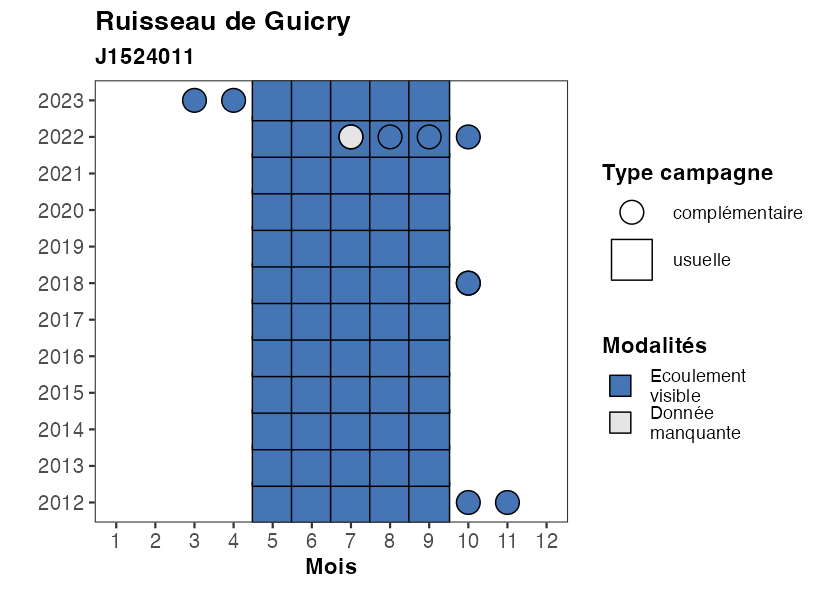 Ruisseau de Guicry
J1524011
2023
2022
2021
2020
2019
2018
2017
2016
2015
2014
2013
2012
1 2 3 4 5 6 7 8 9 10 11 12
Mois
Type campagne
complémentaire
usuelle
Modalités
Ecoulement
visible
Donnée
manquante